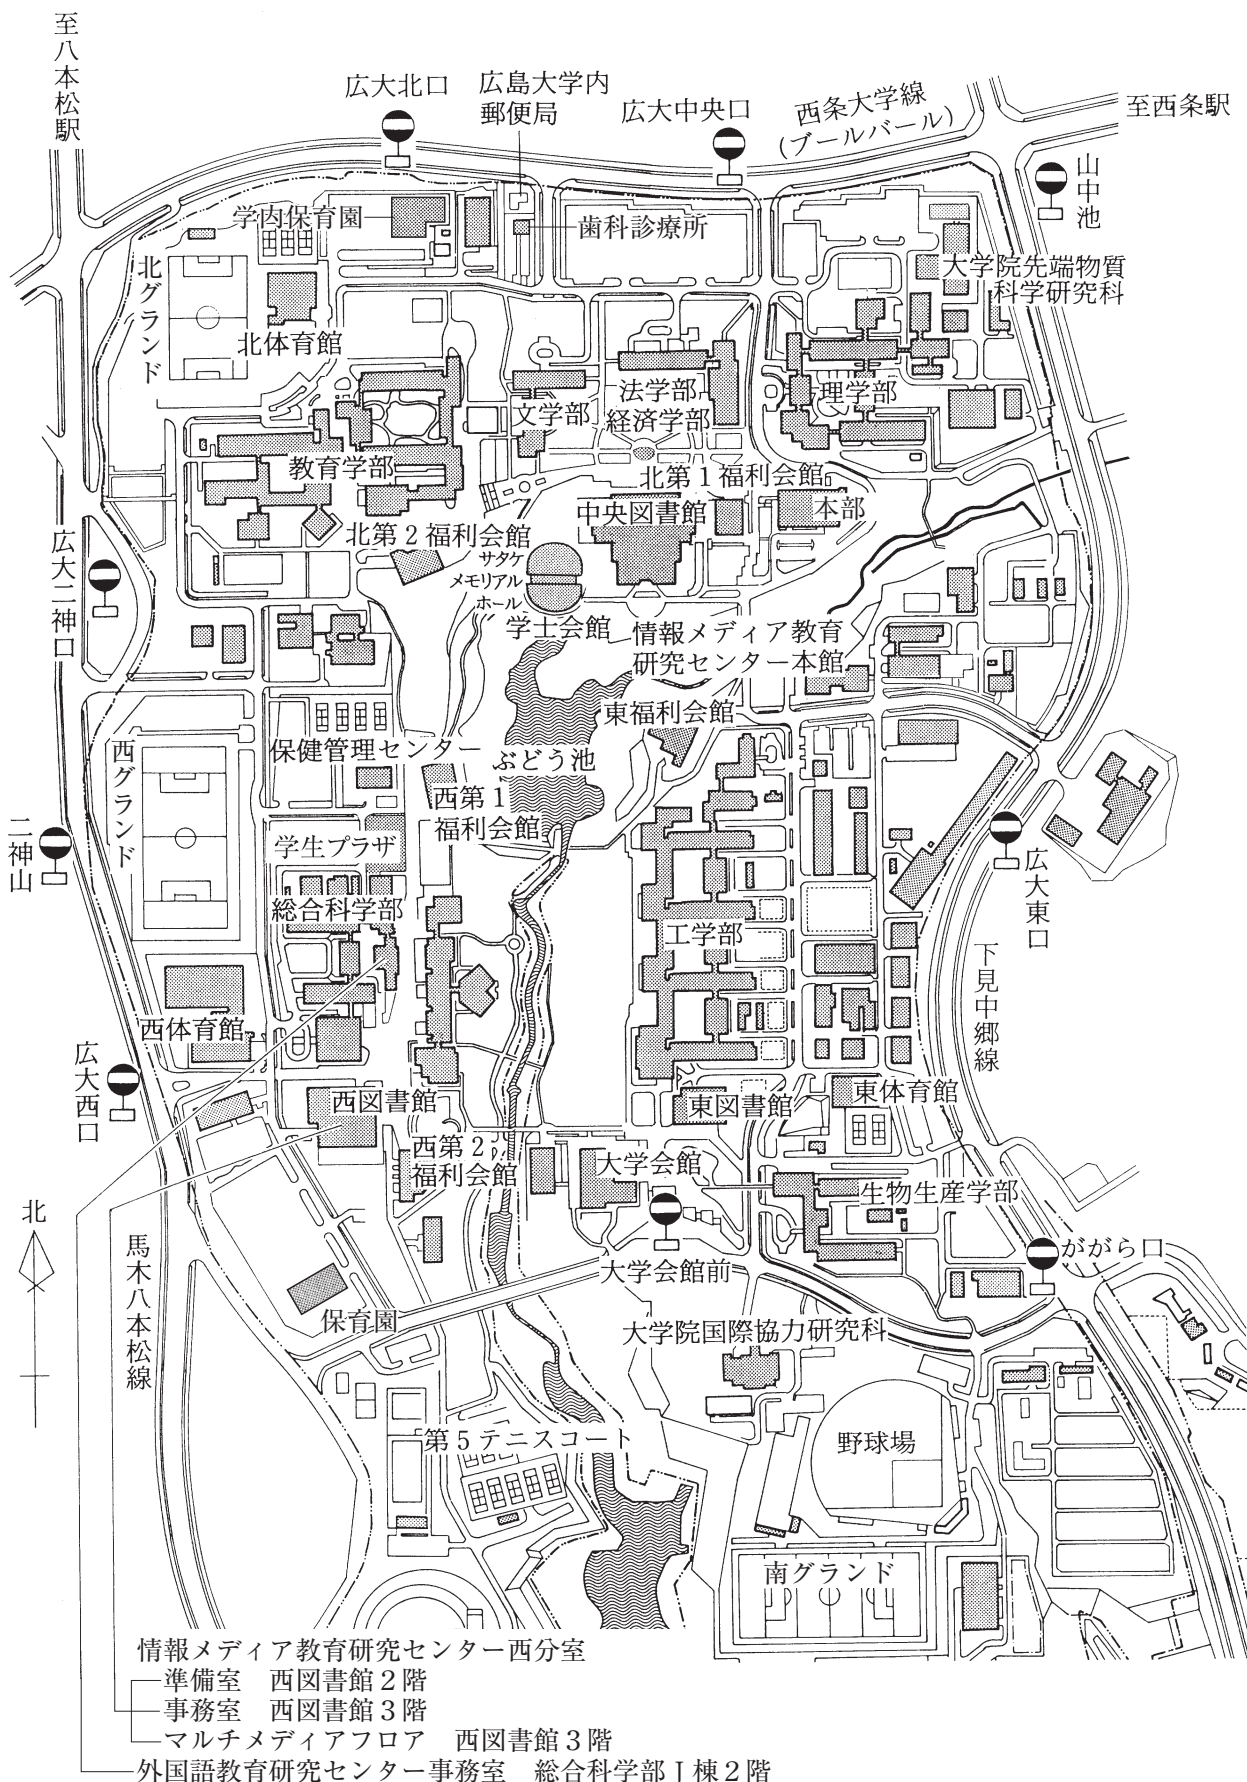 至八本松駅
広大北口
広島大学内
郵便局
広大中央口
西条大学線
(ブールバール)
至西条駅
山中池
学内保育園
歯科診療所
北グランド
大学院先端物質
科学研究科
北体育館
文学部
法学部
経済学部
理学部
教育学部
北第1福利会館
中央図書館
本部
北第2福利会館
サタケ
メモリアル
ホール
学士会館
広大二神口
情報メディア教育
研究センター本館
東福利会館
西グランド
保健管理センター
ぶどう池
西第1
福利会館
二神山
学生プラザ
総合科学部
広大東口
工学部
下見中郷線
西体育館
広大西口
西図書館
東図書館
東体育館
西第2
福利会館
大学会館
生物生産学部
北
馬木八本松線
大学会館前
ががら口
保育園
大学院国際協力研究科
第5テニスコート
野球場
南グランド
情報メディア教育研究センター西分室
準備室 西図書館2階
事務室 西図書館3階
マルチメディアフロア 西図書館3階
外国語教育研究センター事務室 総合科学部I棟2階